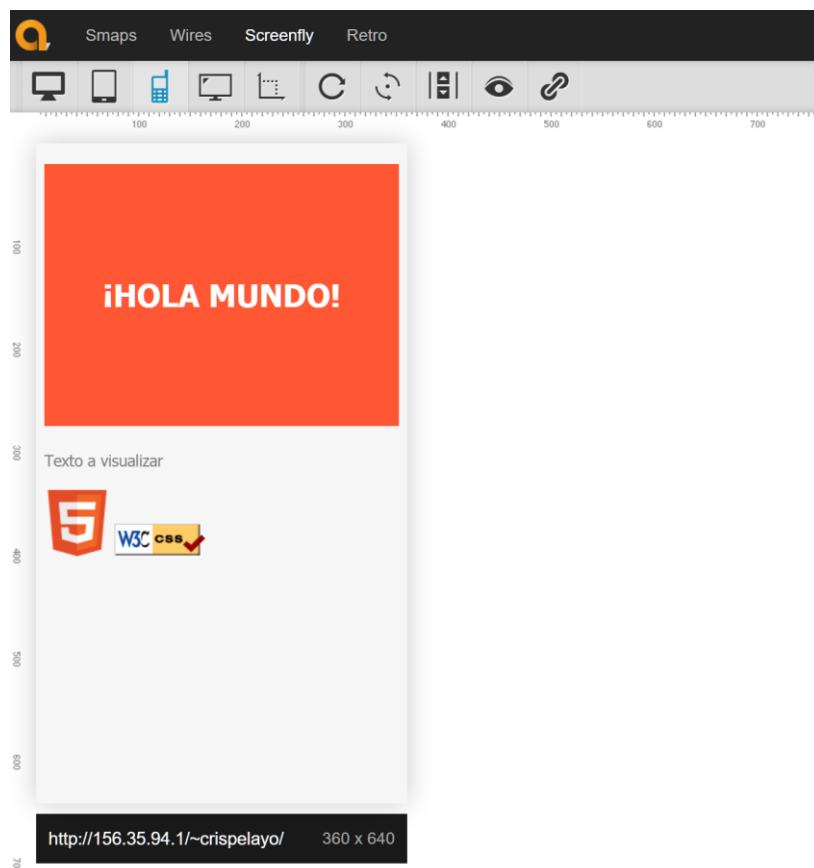 Smaps Wires Screenfly Retro
100 200 300 400 500 600 700
100
¡HOLA MUNDO!
200
300
Texto a visualizar
5
W3C css
400
500
600
http://156.35.94.1/~crispelayo/ 360 x 640
70